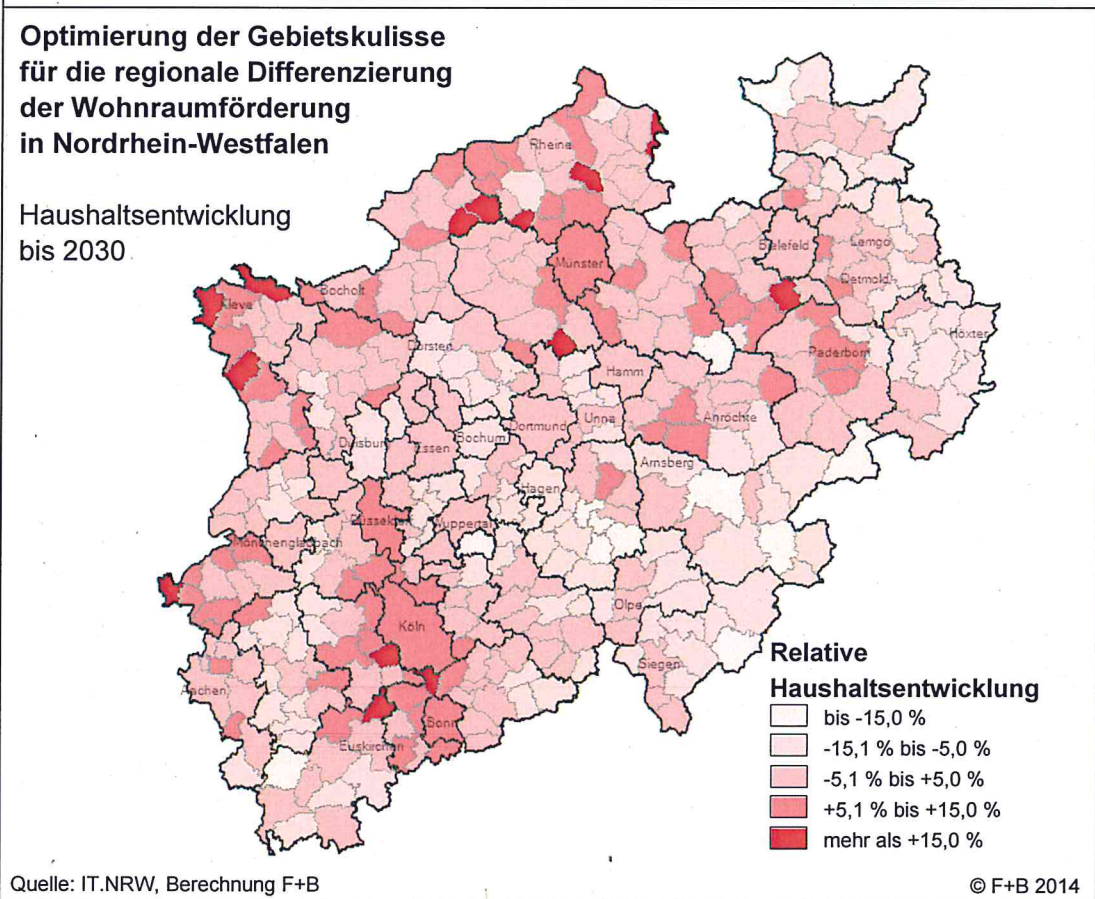 Optimierung der Gebietskulisse
für die regionale Differenzierung
der Wohnraumförderung
in Nordrhein-Westfalen
Haushaltsentwicklung
bis 2030
Rheine
Bielefeld
Lemgo
Münster
Detmold
Kleve
Bocholt
Höxter
Dorsten
Paderborn
Hamm
Anröchte
Unna
Dortmund
Duisburg
Bochum
Essen
Arnsberg
Hagen
Düsseldorf
Wuppertal
Mönchengladbach
Olpe
Köln
Siegen
Aachen
Bonn
Euskirchen
Relative
Haushaltsentwicklung
bis -15,0 %
-15,1 % bis -5,0 %
-5,1 % bis +5,0 %
+5,1 % bis +15,0 %
mehr als +15,0 %
Quelle: IT.NRW, Berechnung F+B
© F+B 2014